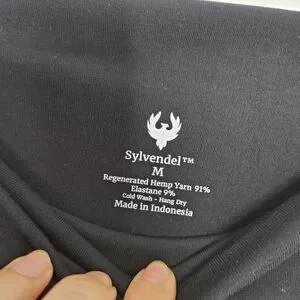 Sylvendel™
M
Regenerated Hemp Yarn 91%
Elastane 9%
Cold Wash - Hang Dry
Made in Indonesia